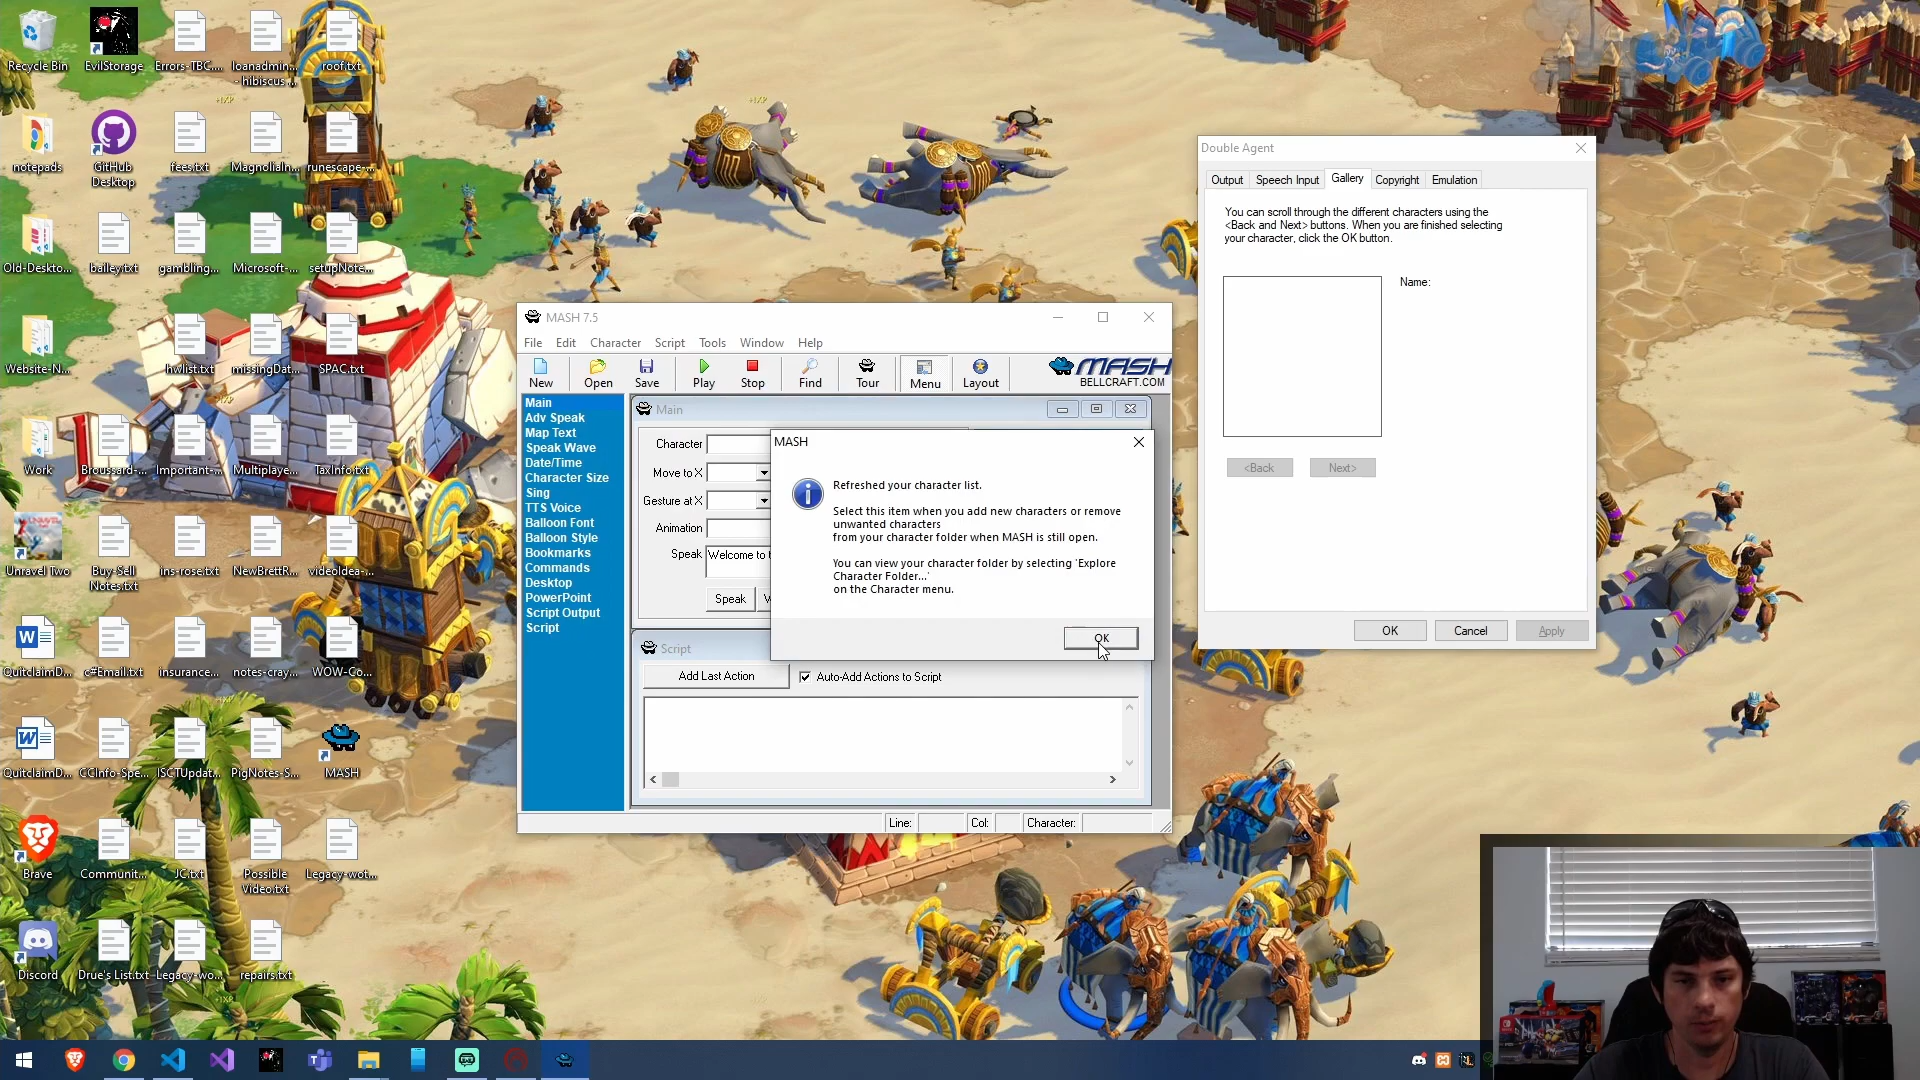 Recycle Bin
EvilStorage
Errors-TBC....
loanadmin...
- hibiscus....
roof.txt
notepads
GitHub
Desktop
fees.txt
MagnoliaIn...
runescape-...
Old-Deskto...
bailey.txt
gambling...
Microsoft-...
setupNote...
Website-N...
hwlist.txt
missingDat...
SPAC.txt
Work
Broussard-...
Important-...
Multiplaye...
TaxInfo.txt
Unravel Two
Buy-Sell
Notes.txt
ins-rose.txt
NewBrettR...
videoIdea-...
QuitclaimD...
c#Email.txt
insurance...
notes-cray...
WOW-Co...
QuitclaimD...
CCInfo-Spe...
ISCTUpdat...
PigNotes-S...
MASH
Brave
Communit...
JC.txt
Possible
Video.txt
Legacy-wot...
Discord
Drue's List.txt
Legacy-wo...
repairs.txt
+1XP
+1XP
+1XP
MASH 7.5
File Edit Character Script Tools Window Help
New Open Save Play Stop Find Tour Menu Layout
MASH
BELLCRAFT.COM
Main
Adv Speak
Map Text
Speak Wave
Date/Time
Character Size
Sing
TTS Voice
Balloon Font
Balloon Style
Bookmarks
Commands
Desktop
PowerPoint
Script Output
Script
Main
Character
Move to X
Gesture at X
Animation
Speak Welcome to
Speak
MASH
Refreshed your character list.
Select this item when you add new characters or remove
unwanted characters
from your character folder when MASH is still open.
You can view your character folder by selecting 'Explore
Character Folder...'
on the Character menu.
OK
Script
Add Last Action
Auto-Add Actions to Script
Line: Col: Character:
Double Agent
Output Speech Input Gallery Copyright Emulation
You can scroll through the different characters using the
<Back and Next> buttons. When you are finished selecting
your character, click the OK button.
Name:
<Back Next>
OK Cancel Apply